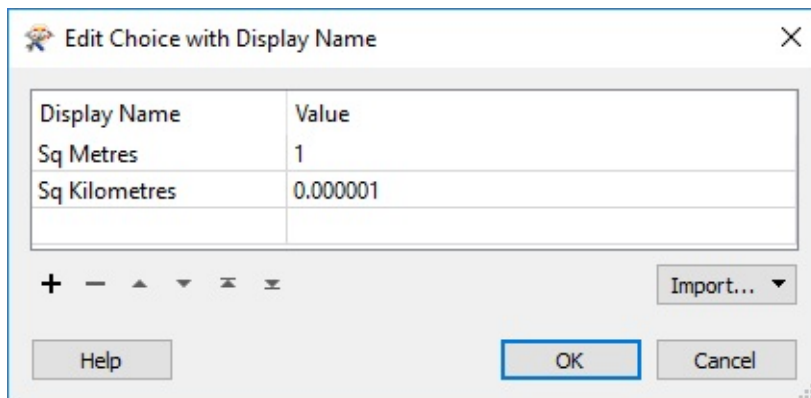 Edit Choice with Display Name
Display Name Value
Sq Metres 1
Sq Kilometres 0.000001
Import...
Help OK Cancel